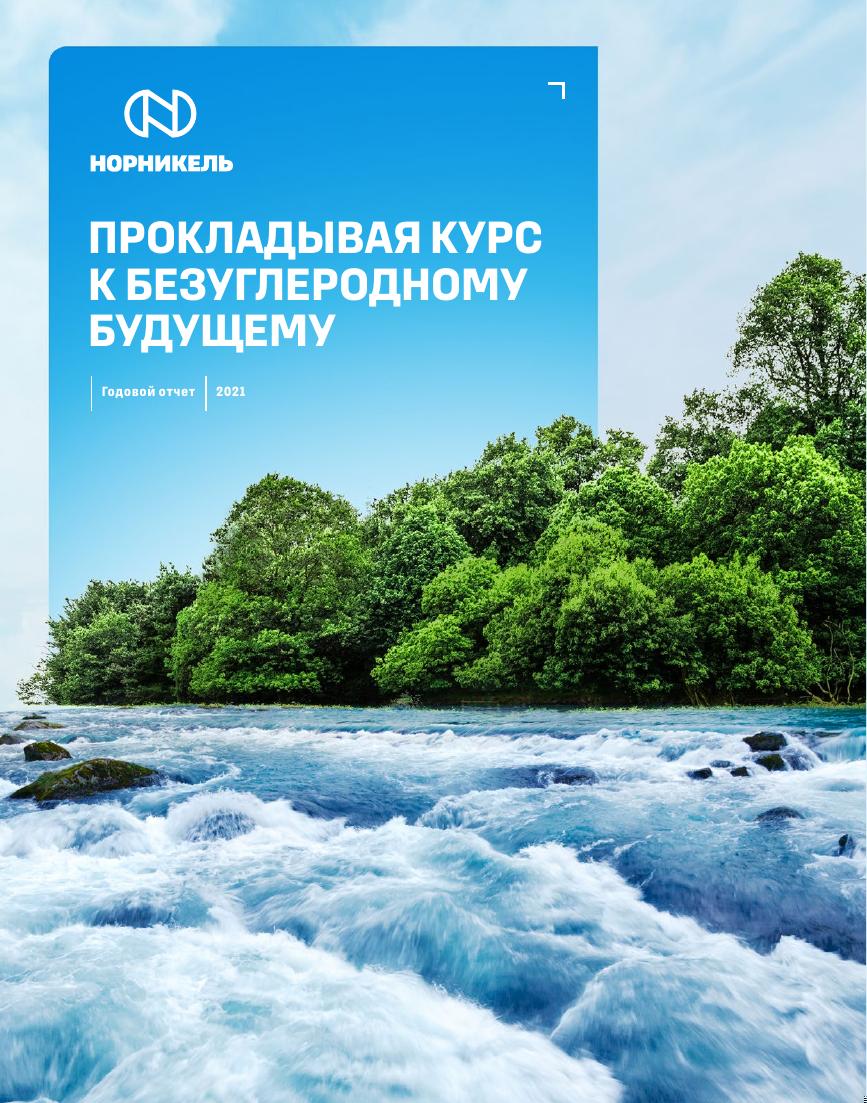 НОРНИКЕЛЬ
ПРОКЛАДЫВАЯ КУРС
К БЕЗУГЛЕРОДНОМУ
БУДУЩЕМУ
Годовой отчет 2021